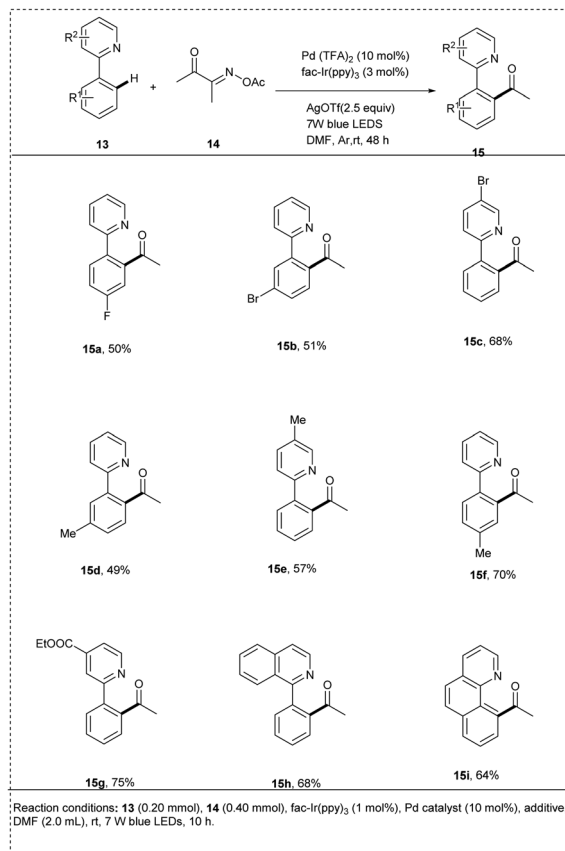 R²
N
H
R¹
13
+
O
N
OAc
14
Pd (TFA)₂ (10 mol%)
fac-Ir(ppy)₃ (3 mol%)
AgOTf(2.5 equiv)
7W blue LEDS
DMF, Ar,rt, 48 h
R²
N
O
R¹
15
N
O
F
15a, 50%
N
O
Br
15b, 51%
Br
N
O
15c, 68%
N
O
Me
15d, 49%
Me
N
O
15e, 57%
N
O
Me
15f, 70%
EtOOC
N
O
15g, 75%
N
O
15h, 68%
N
O
15i, 64%
Reaction conditions: 13 (0.20 mmol), 14 (0.40 mmol), fac-Ir(ppy)₃ (1 mol%), Pd catalyst (10 mol%), additive
DMF (2.0 mL), rt, 7 W blue LEDs, 10 h.